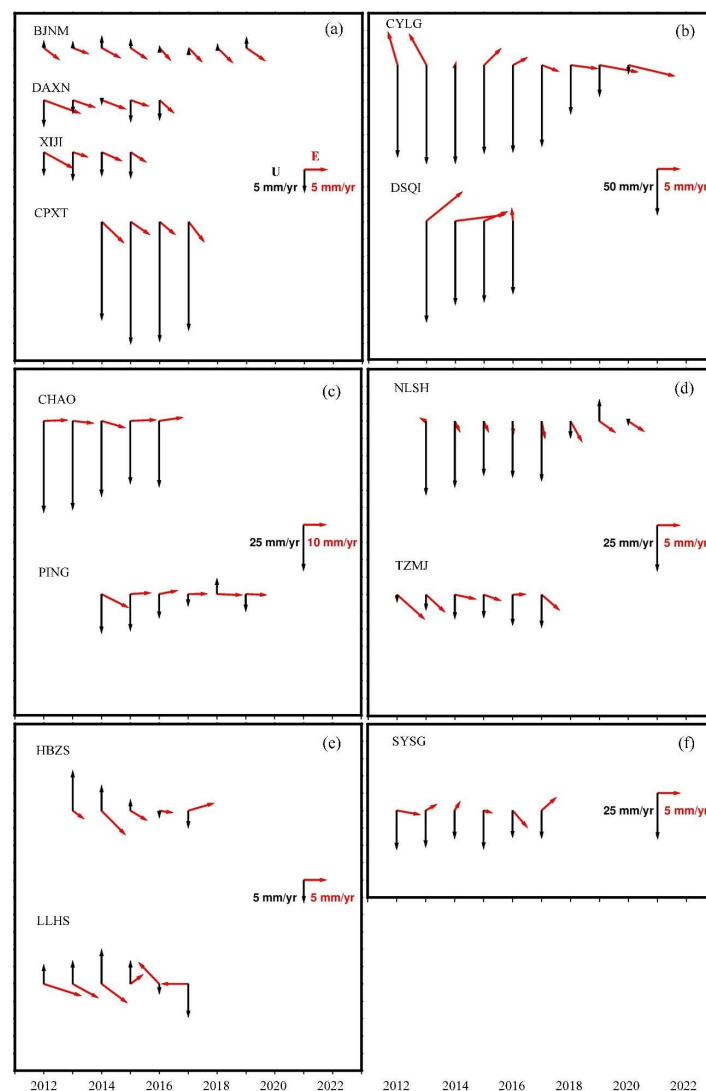 (a)
BJNM
DAXN
XIJI
U E
5 mm/yr 5 mm/yr
CPXT
(b)
CYLG
50 mm/yr 5 mm/yr
DSQI
(c)
CHAO
25 mm/yr 10 mm/yr
PING
(d)
NLSH
25 mm/yr 5 mm/yr
TZMJ
(e)
HBZS
5 mm/yr 5 mm/yr
LLHS
2012 2014 2016 2018 2020 2022
(f)
SYSG
25 mm/yr 5 mm/yr
2012 2014 2016 2018 2020 2022